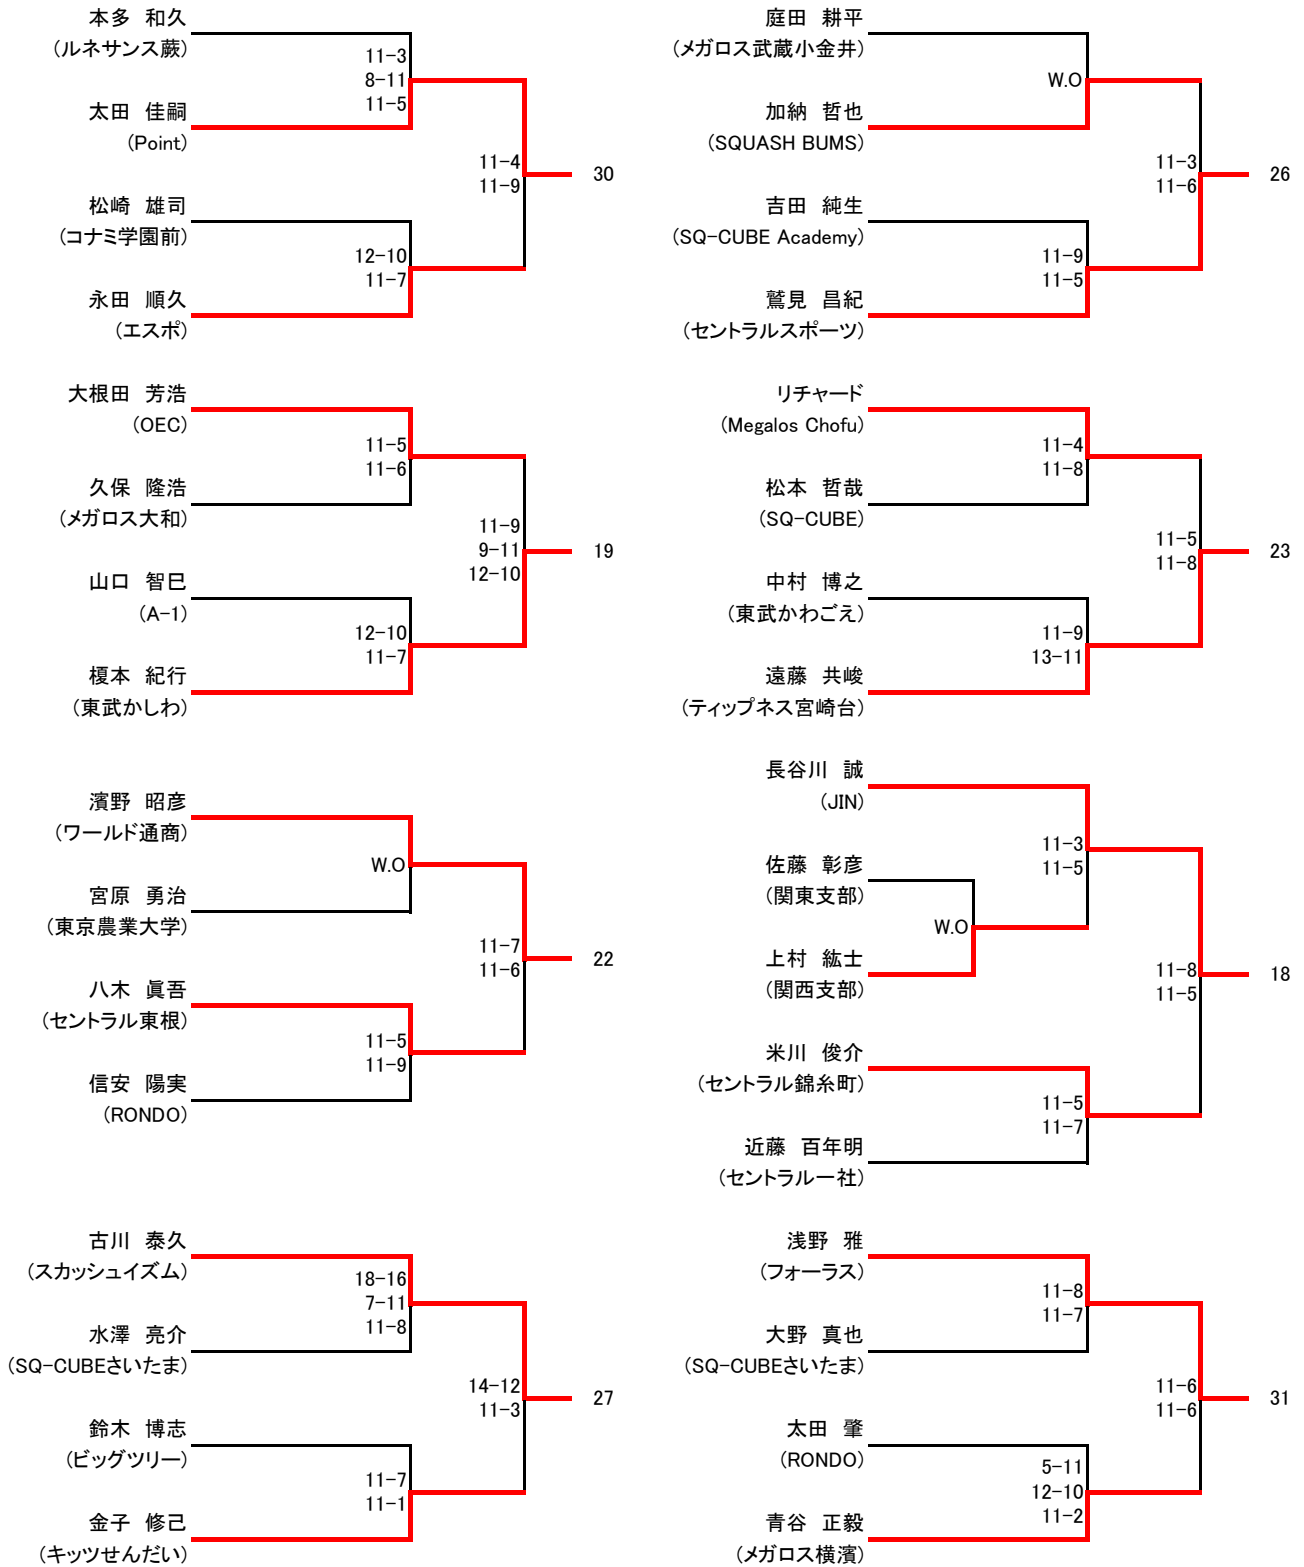 本多 和久
(ルネサンス蕨)
11-3
8-11
11-5
太田 佳嗣
(Point)
11-4
11-9
30
松崎 雄司
(コナミ学園前)
12-10
11-7
永田 順久
(エスポ)
大根田 芳浩
(OEC)
11-5
11-6
久保 隆浩
(メガロス大和)
11-9
9-11
12-10
19
山口 智巳
(A-1)
12-10
11-7
榎本 紀行
(東武かしわ)
濱野 昭彦
(ワールド通商)
W.O
宮原 勇治
(東京農業大学)
11-7
11-6
22
八木 眞吾
(セントラル東根)
11-5
11-9
信安 陽実
(RONDO)
古川 泰久
(スカッシュイズム)
18-16
7-11
11-8
水澤 亮介
(SQ-CUBEさいたま)
14-12
11-3
27
鈴木 博志
(ビッグツリー)
11-7
11-1
金子 修己
(キッツせんだい)
庭田 耕平
(メガロス武蔵小金井)
W.O
加納 哲也
(SQUASH BUMS)
11-3
11-6
26
吉田 純生
(SQ-CUBE Academy)
11-9
11-5
鷲見 昌紀
(セントラルスポーツ)
リチャード
(Megalos Chofu)
11-4
11-8
松本 哲哉
(SQ-CUBE)
11-5
11-8
23
中村 博之
(東武かわごえ)
11-9
13-11
遠藤 共峻
(ティップネス宮崎台)
長谷川 誠
(JIN)
11-3
11-5
佐藤 彰彦
(関東支部)
W.O
上村 紘士
(関西支部)
11-8
11-5
18
米川 俊介
(セントラル錦糸町)
11-5
11-7
近藤 百年明
(セントラル一社)
浅野 雅
(フォーラス)
11-8
11-7
大野 真也
(SQ-CUBEさいたま)
11-6
11-6
31
太田 肇
(RONDO)
5-11
12-10
11-2
青谷 正毅
(メガロス横濱)